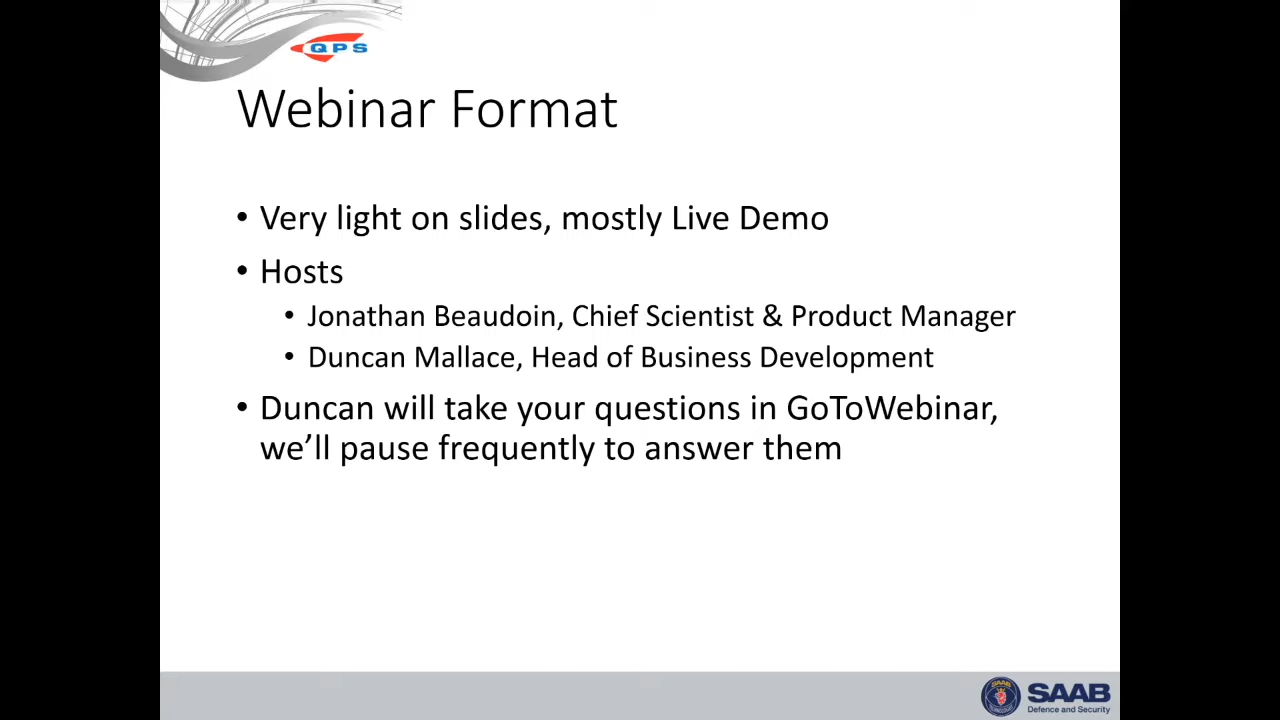 QPS
Webinar Format
• Very light on slides, mostly Live Demo
• Hosts
• Jonathan Beaudoin, Chief Scientist & Product Manager
• Duncan Mallace, Head of Business Development
• Duncan will take your questions in GoToWebinar,
we’ll pause frequently to answer them
SAAB
Defence and Security